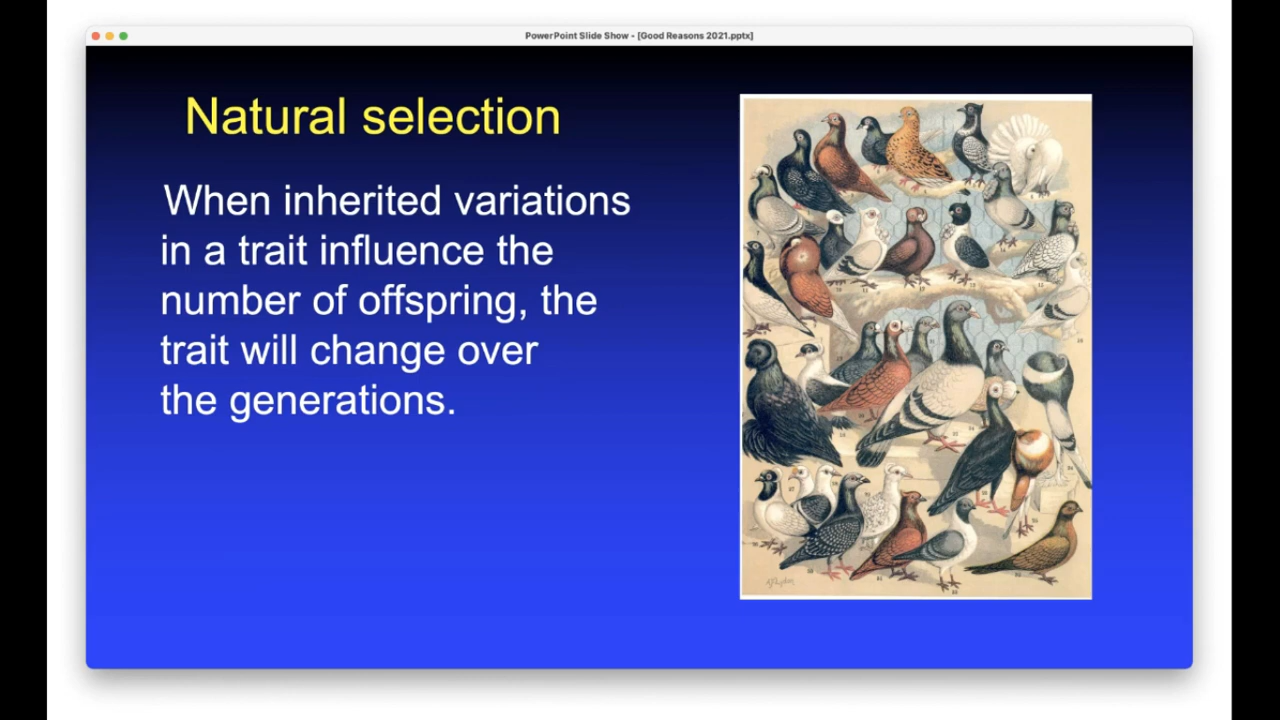 PowerPoint Slide Show - [Good Reasons 2021.pptx]
Natural selection
When inherited variations
in a trait influence the
number of offspring, the
trait will change over
the generations.